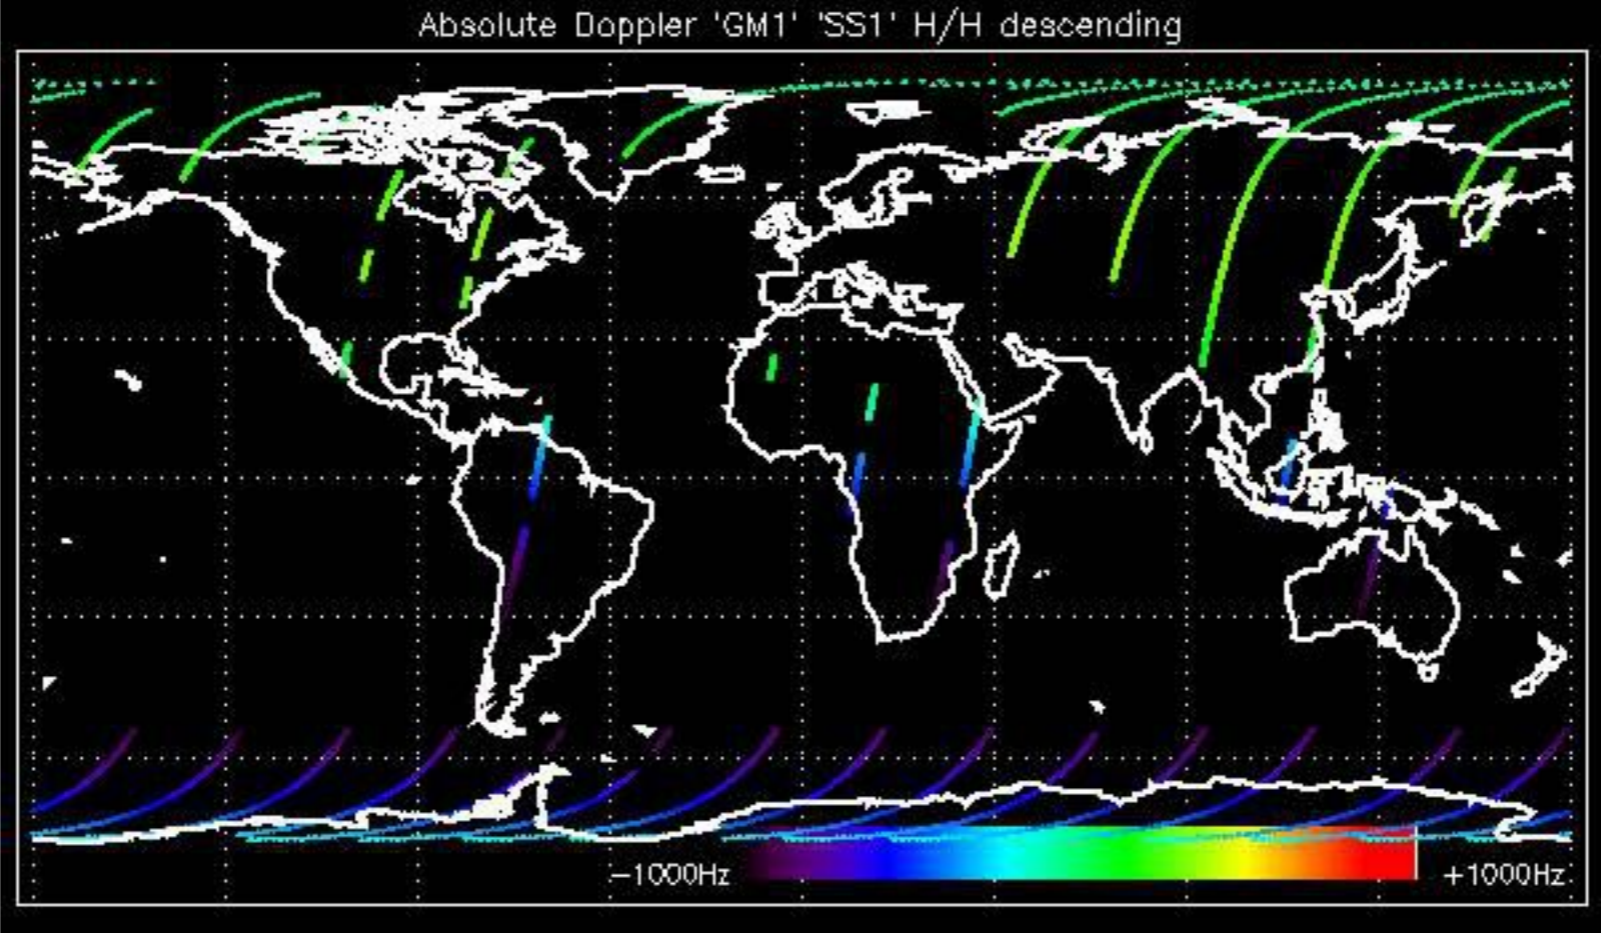 Absolute Doppler 'GM1' 'SS1' H/H descending
−1000Hz +1000Hz